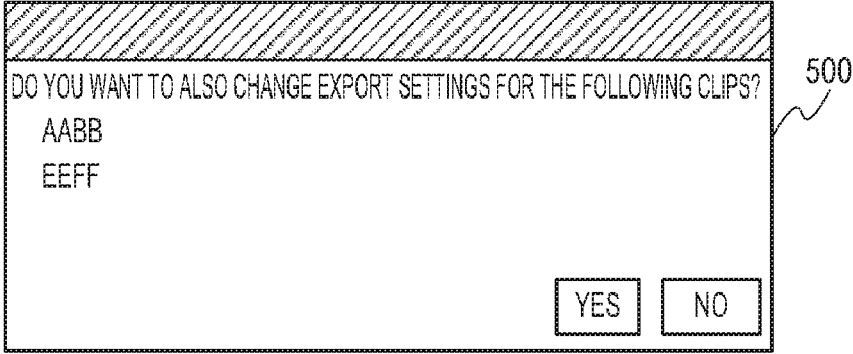 DO YOU WANT TO ALSO CHANGE EXPORT SETTINGS FOR THE FOLLOWING CLIPS?
500
AABB
EEFF
YES NO